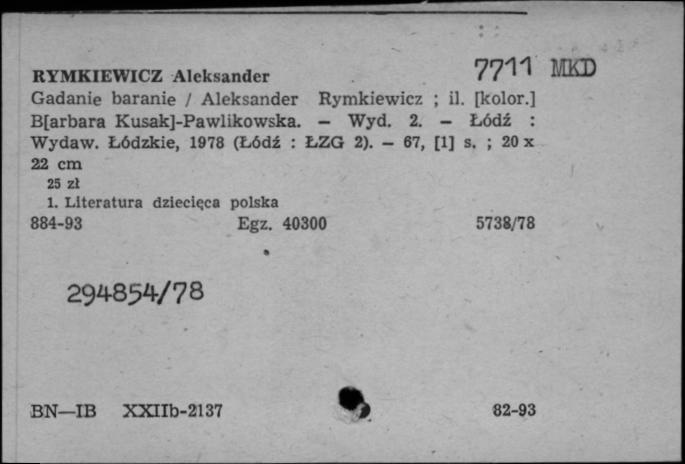 7711 MKD
RYMKIEWICZ Aleksander
Gadanie baranie / Aleksander Rymkiewicz ; il. [kolor.]
B[arbara Kusak]-Pawlikowska. — Wyd. 2. — Łódź :
Wydaw. Łódzkie, 1978 (Łódź : ŁZG 2). — 67, [1] s. ; 20 x
22 cm
25 zł
1. Literatura dziecięca polska
884-93 Egz. 40300 5738/78
294854/78
BN—IB XXIIb-2137 82-93